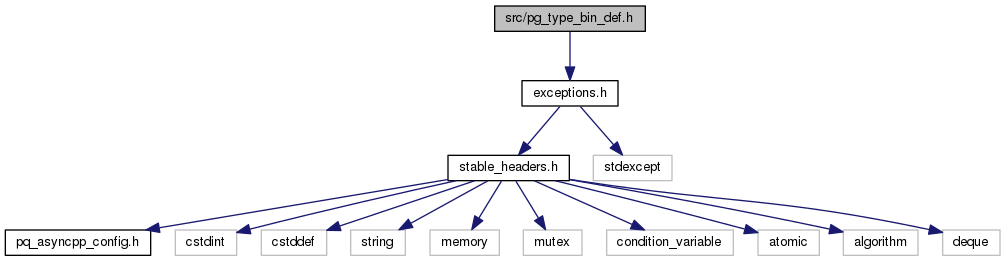 src/pg_type_bin_def.h
exceptions.h
stable_headers.h
stdexcept
pq_asyncpp_config.h
cstdint
cstddef
string
memory
mutex
condition_variable
atomic
algorithm
deque